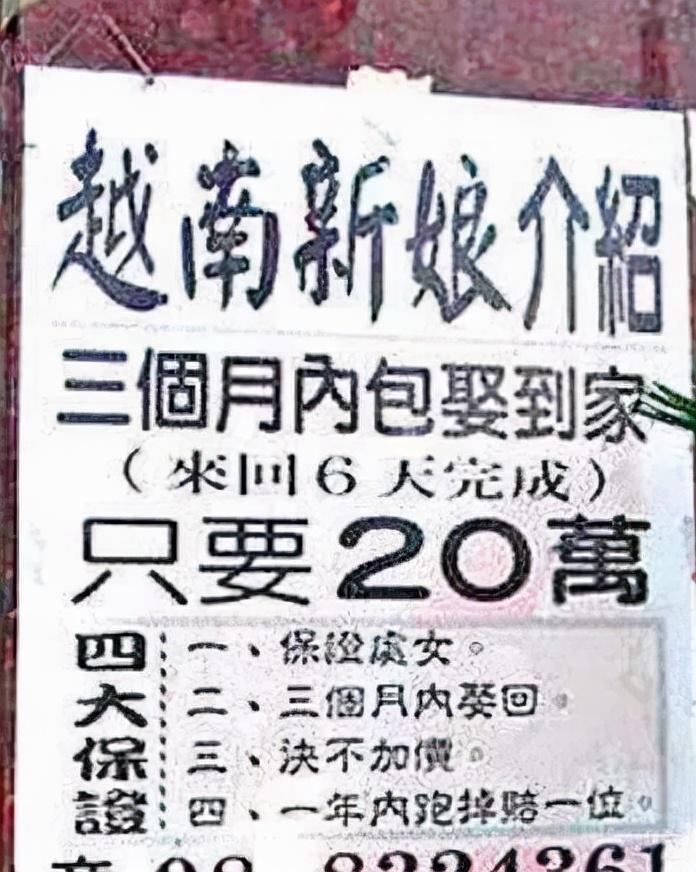 越南新娘介紹
三個月內包娶到家
（來回6天完成）
只要20萬
四大保證
一、保證處女。
二、三個月內娶回。
三、決不加價。
四、一年內跑掉賠一位。
8224361